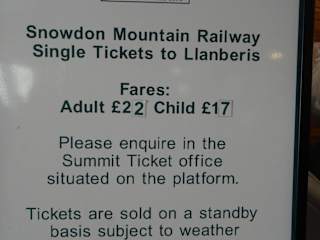 Snowdon Mountain Railway
Single Tickets to Llanberis
Fares:
Adult £22 Child £17
Please enquire in the
Summit Ticket office
situated on the platform.
Tickets are sold on a standby
basis subject to weather